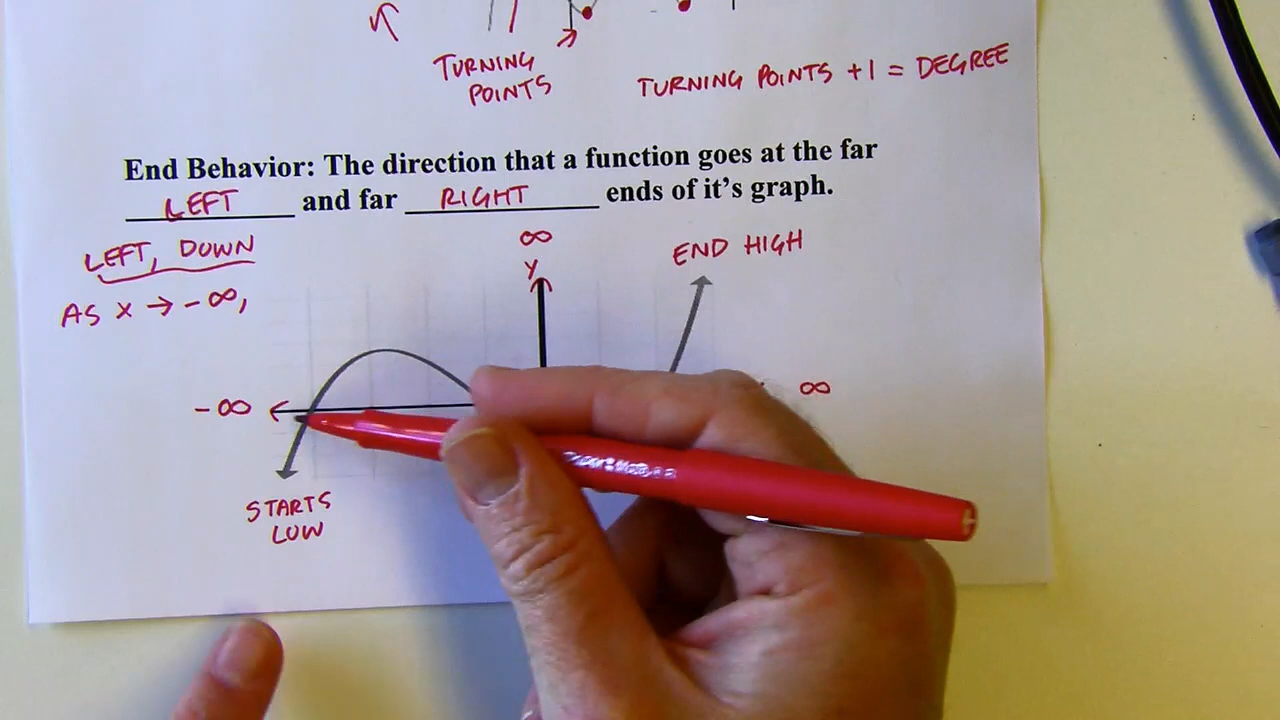 TURNING
POINTS
TURNING POINTS +1 = DEGREE
End Behavior: The direction that a function goes at the far
LEFT and far RIGHT ends of it's graph.
LEFT, DOWN
AS X → -∞,
∞
Y
END HIGH
-∞
∞
STARTS
LOW